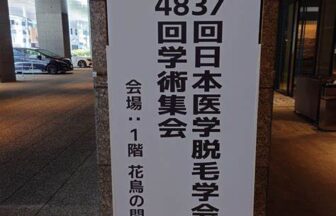 37回日本医学脱毛学会
48回学術集会
会場：1階 花鳥の間